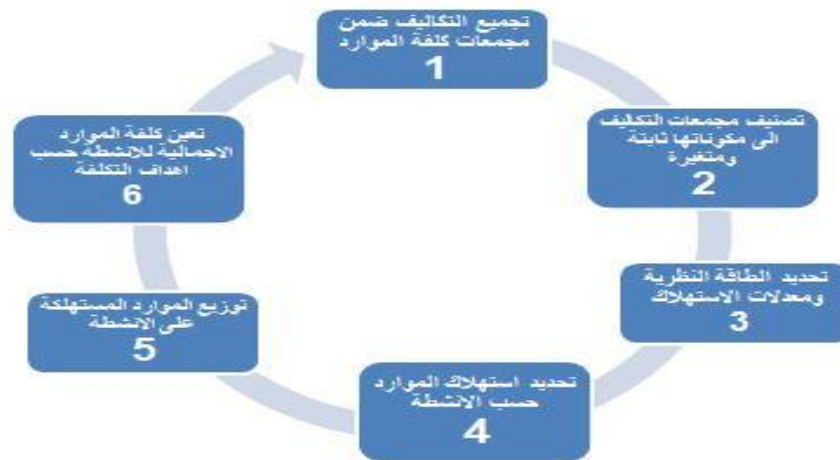 تجميع التكاليف ضمن
مجمعات كلفة الموارد
1
تصنيف مجمعات التكاليف
الى مكوناتها ثابتة
ومتغيرة
2
تحديد الطاقة النظرية
ومعدلات الاستهلاك
3
تحديد استهلاك الموارد
حسب الانشطة
4
توزيع الموارد المستهلكة
على الانشطة
5
تعين كلفة الموارد
الاجمالية للانشطة حسب
اهداف التكلفة
6